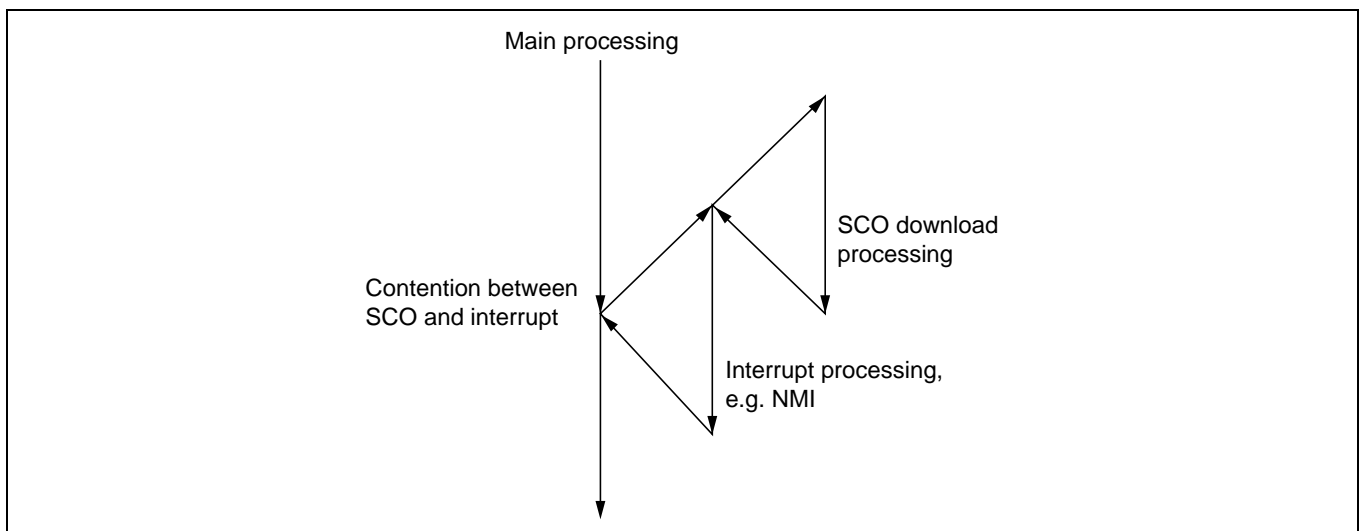 Main processing
SCO download
processing
Contention between
SCO and interrupt
Interrupt processing,
e.g. NMI